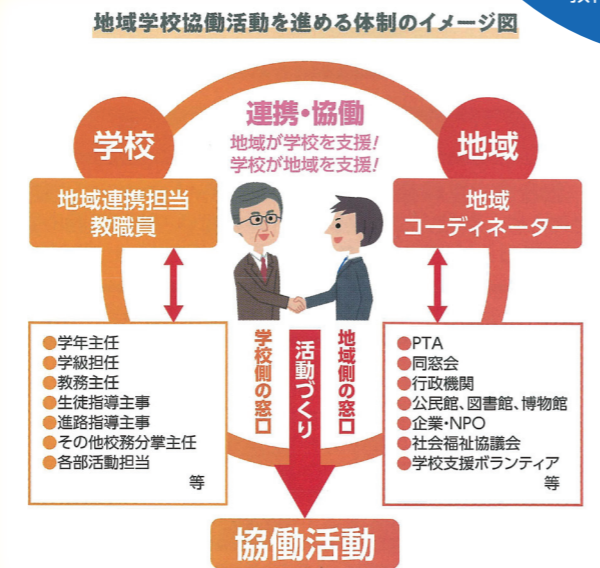 地域学校協働活動を進める体制のイメージ図
連携・協働
地域が学校を支援!
学校が地域を支援!
学校
地域連携担当
教職員
地域
地域
コーディネーター
●学年主任
●学級担任
●教務主任
●生徒指導主事
●進路指導主事
●その他校務分掌主任
●各部活動担当
等
学校側の窓口
活動づくり
地域側の窓口
●PTA
●同窓会
●行政機関
●公民館、図書館、博物館
●企業・NPO
●社会福祉協議会
●学校支援ボランティア
等
協働活動